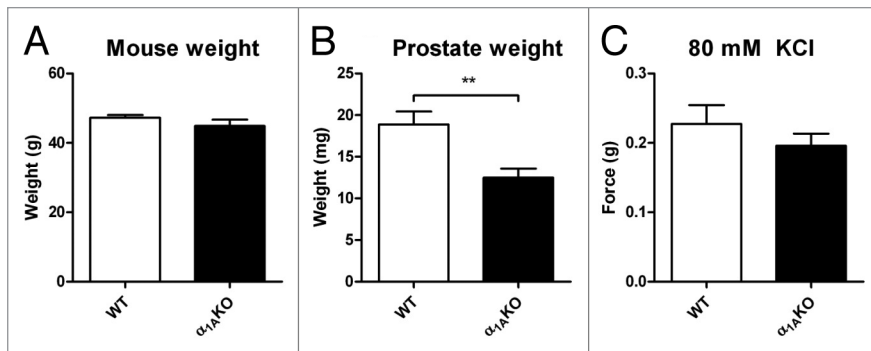 A
Mouse weight
Weight (g)
60
40
20
0
WT
α1AKO
B
Prostate weight
**
Weight (mg)
25
20
15
10
5
0
WT
α1AKO
C
80 mM KCl
Force (g)
0.3
0.2
0.1
0.0
WT
α1AKO